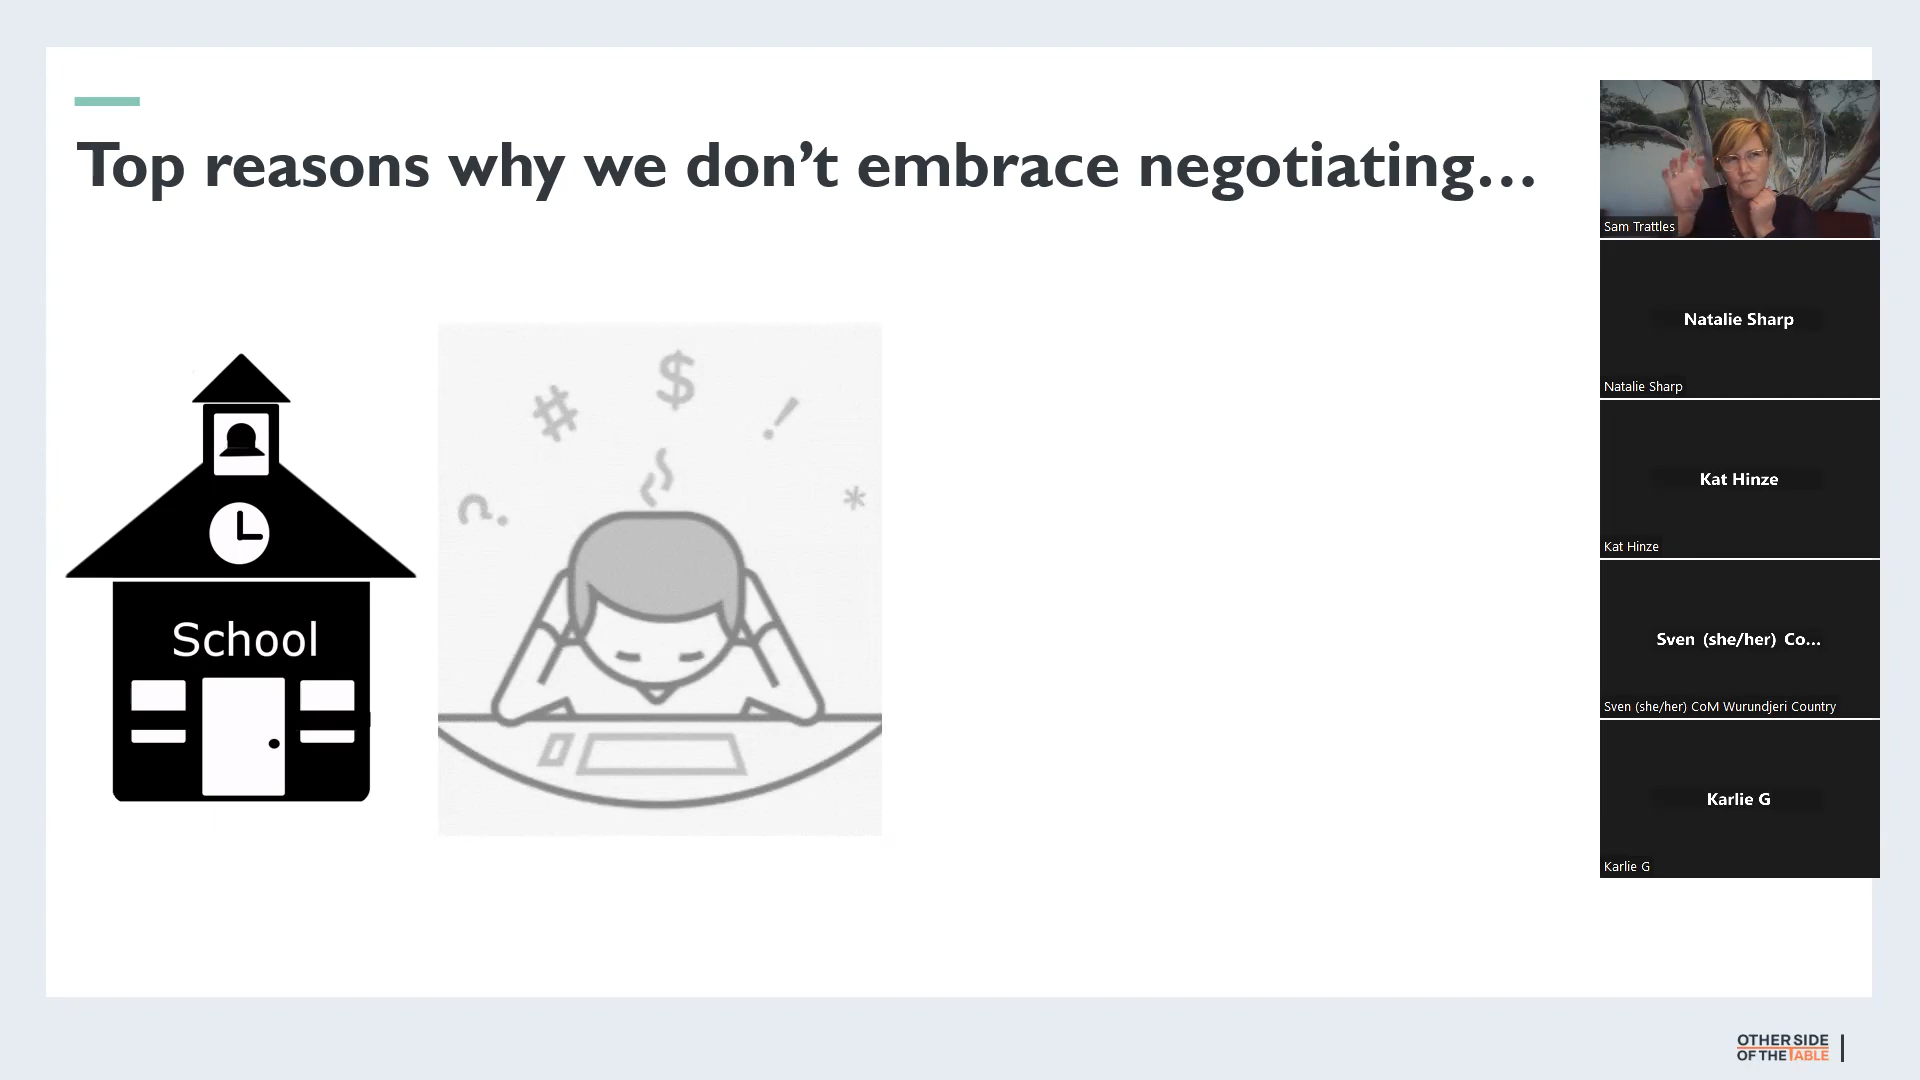 Top reasons why we don’t embrace negotiating…
School
# $ ! ? *
Sam Trattles
Natalie Sharp
Natalie Sharp
Kat Hinze
Kat Hinze
Sven (she/her) Co...
Sven (she/her) CoM Wurundjeri Country
Karlie G
Karlie G
OTHER SIDE
OF THE TABLE